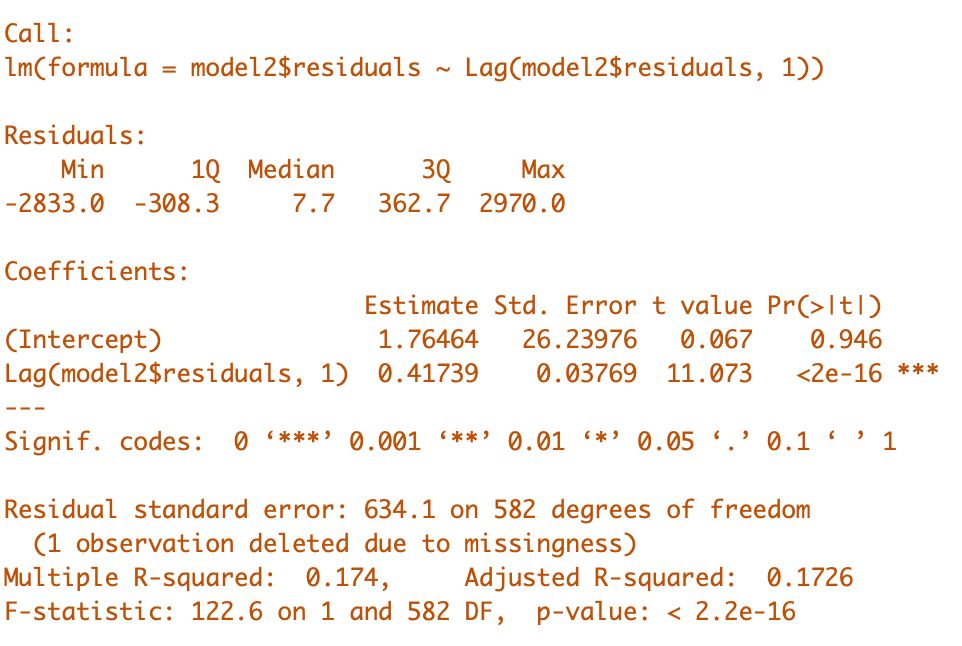 Call:
lm(formula = model2$residuals ~ Lag(model2$residuals, 1))
Residuals:
Min 1Q Median 3Q Max
-2833.0 -308.3 7.7 362.7 2970.0
Coefficients:
Estimate Std. Error t value Pr(>|t|)
(Intercept) 1.76464 26.23976 0.067 0.946
Lag(model2$residuals, 1) 0.41739 0.03769 11.073 <2e-16 ***
---
Signif. codes: 0 ‘***’ 0.001 ‘**’ 0.01 ‘*’ 0.05 ‘.’ 0.1 ‘ ’ 1
Residual standard error: 634.1 on 582 degrees of freedom
(1 observation deleted due to missingness)
Multiple R-squared: 0.174, Adjusted R-squared: 0.1726
F-statistic: 122.6 on 1 and 582 DF, p-value: < 2.2e-16